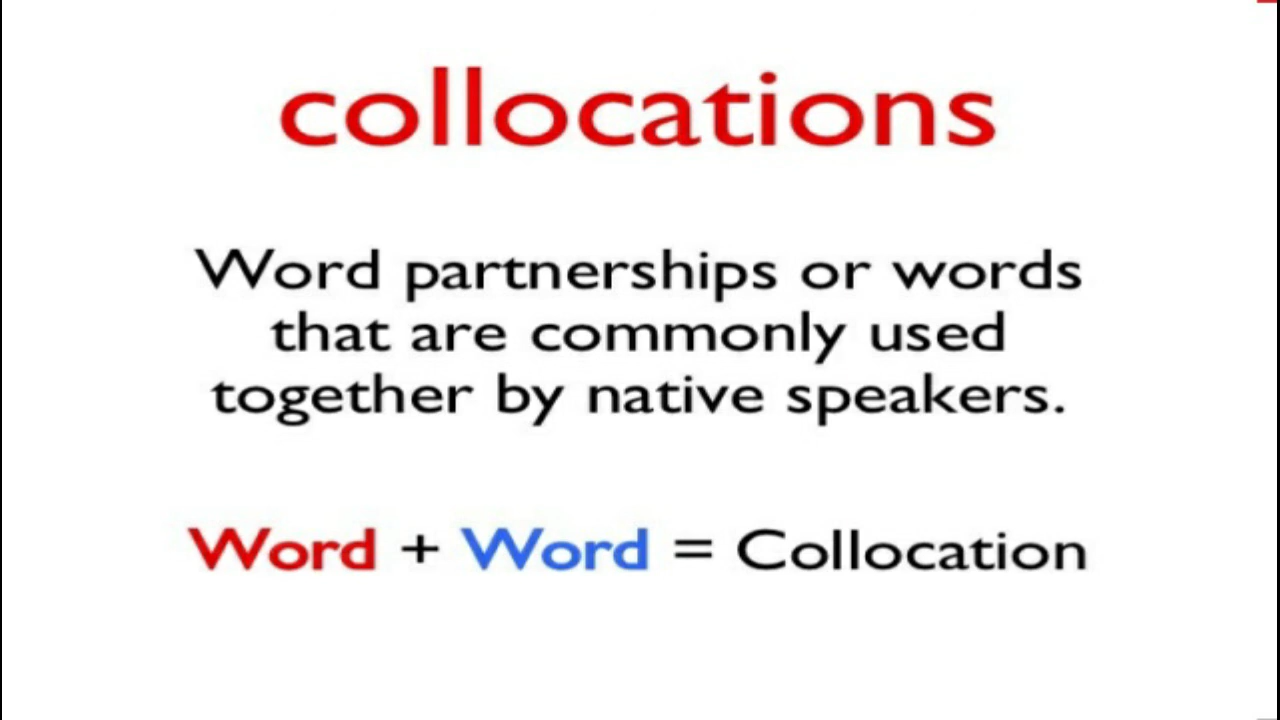 collocations
Word partnerships or words
that are commonly used
together by native speakers.
Word + Word = Collocation